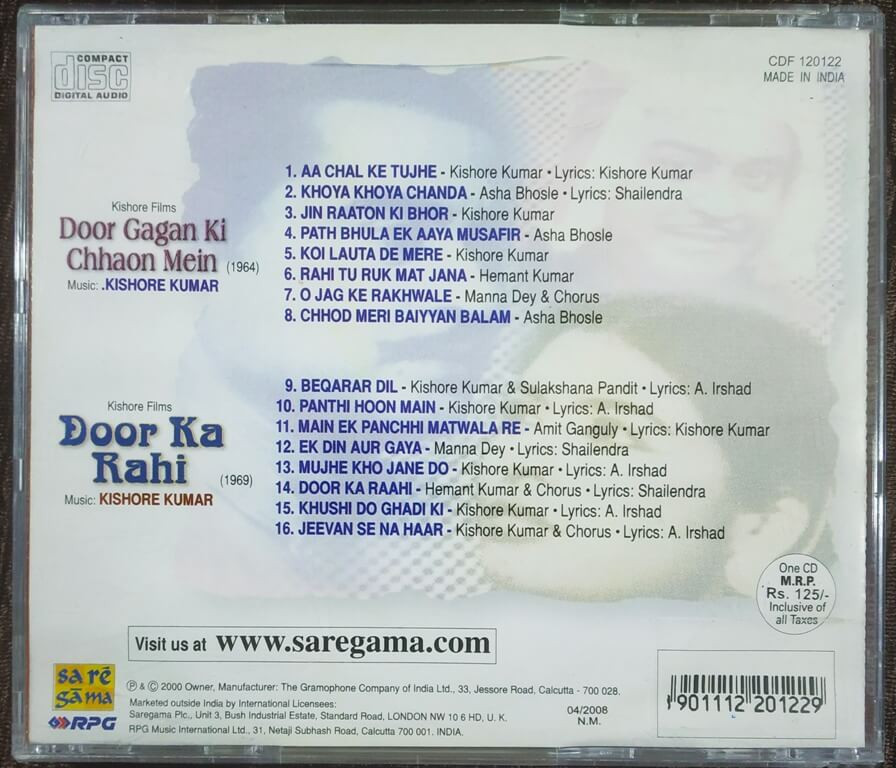 COMPACT
disc
DIGITAL AUDIO
CDF 120122
MADE IN INDIA
Kishore Films
Door Gagan Ki
Chhaon Mein (1964)
Music: .KISHORE KUMAR
1. AA CHAL KE TUJHE - Kishore Kumar • Lyrics: Kishore Kumar
2. KHOYA KHOYA CHANDA - Asha Bhosle • Lyrics: Shailendra
3. JIN RAATON KI BHOR - Kishore Kumar
4. PATH BHULA EK AAYA MUSAFIR - Asha Bhosle
5. KOI LAUTA DE MERE - Kishore Kumar
6. RAHI TU RUK MAT JANA - Hemant Kumar
7. O JAG KE RAKHWALE - Manna Dey & Chorus
8. CHHOD MERI BAIYYAN BALAM - Asha Bhosle
Kishore Films
Door Ka
Rahi (1969)
Music: KISHORE KUMAR
9. BEQARAR DIL - Kishore Kumar & Sulakshana Pandit • Lyrics: A. Irshad
10. PANTHI HOON MAIN - Kishore Kumar • Lyrics: A. Irshad
11. MAIN EK PANCHHI MATWALA RE - Amit Ganguly • Lyrics: Kishore Kumar
12. EK DIN AUR GAYA - Manna Dey • Lyrics: Shailendra
13. MUJHE KHO JANE DO - Kishore Kumar • Lyrics: A. Irshad
14. DOOR KA RAAHI - Hemant Kumar & Chorus • Lyrics: Shailendra
15. KHUSHI DO GHADI KI - Kishore Kumar • Lyrics: A. Irshad
16. JEEVAN SE NA HAAR - Kishore Kumar & Chorus • Lyrics: A. Irshad
One CD
M.R.P.
Rs. 125/-
Inclusive of
all Taxes
Visit us at www.saregama.com
sa rē
gāma
RPG
℗ & © 2000 Owner, Manufacturer: The Gramophone Company of India Ltd., 33, Jessore Road, Calcutta - 700 028.
Marketed outside India by International Licensees:
Saregama Plc., Unit 3, Bush Industrial Estate, Standard Road, LONDON NW 10 6 HD, U. K.
RPG Music International Ltd., 31, Netaji Subhash Road, Calcutta 700 001. INDIA.
04/2008
N.M.
1 901112 201229